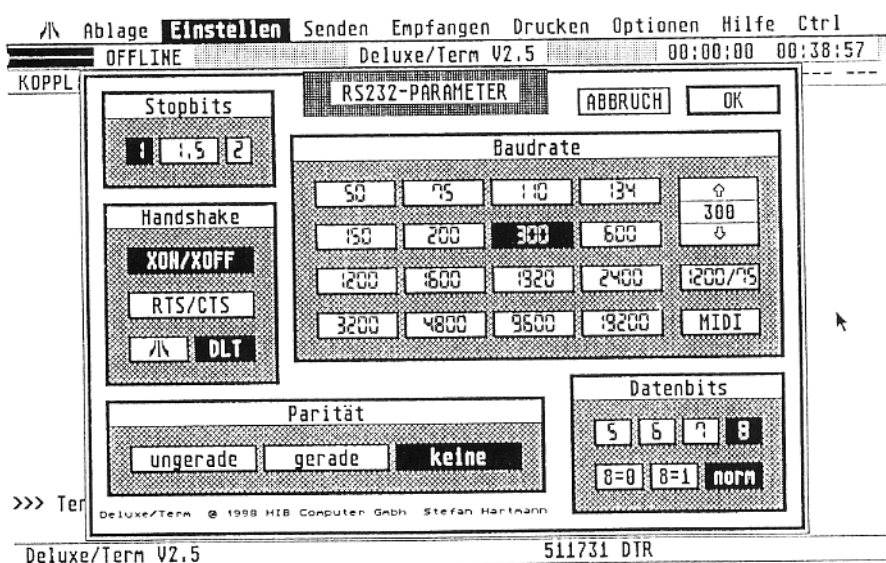 Ablage Einstellen Senden Empfangen Drucken Optionen Hilfe Ctrl
OFFLINE Deluxe/Term V2.5 00:00:00 00:38:57
KOPPL
RS232-PARAMETER ABBRUCH OK
Stopbits
1 1.5 2
Handshake
XON/XOFF
RTS/CTS
DLT
Baudrate
50 75 110 134
150 200 300 600
1200 1600 1920 2400
3200 4800 9600 19200
300
1200/75
MIDI
Parität
ungerade gerade keine
Datenbits
5 6 7 8
8=0 8=1 norm
>>> Ter
Deluxe/Term @ 1990 HIB Computer Gmbh Stefan Hartmann
Deluxe/Term V2.5 511731 DTR